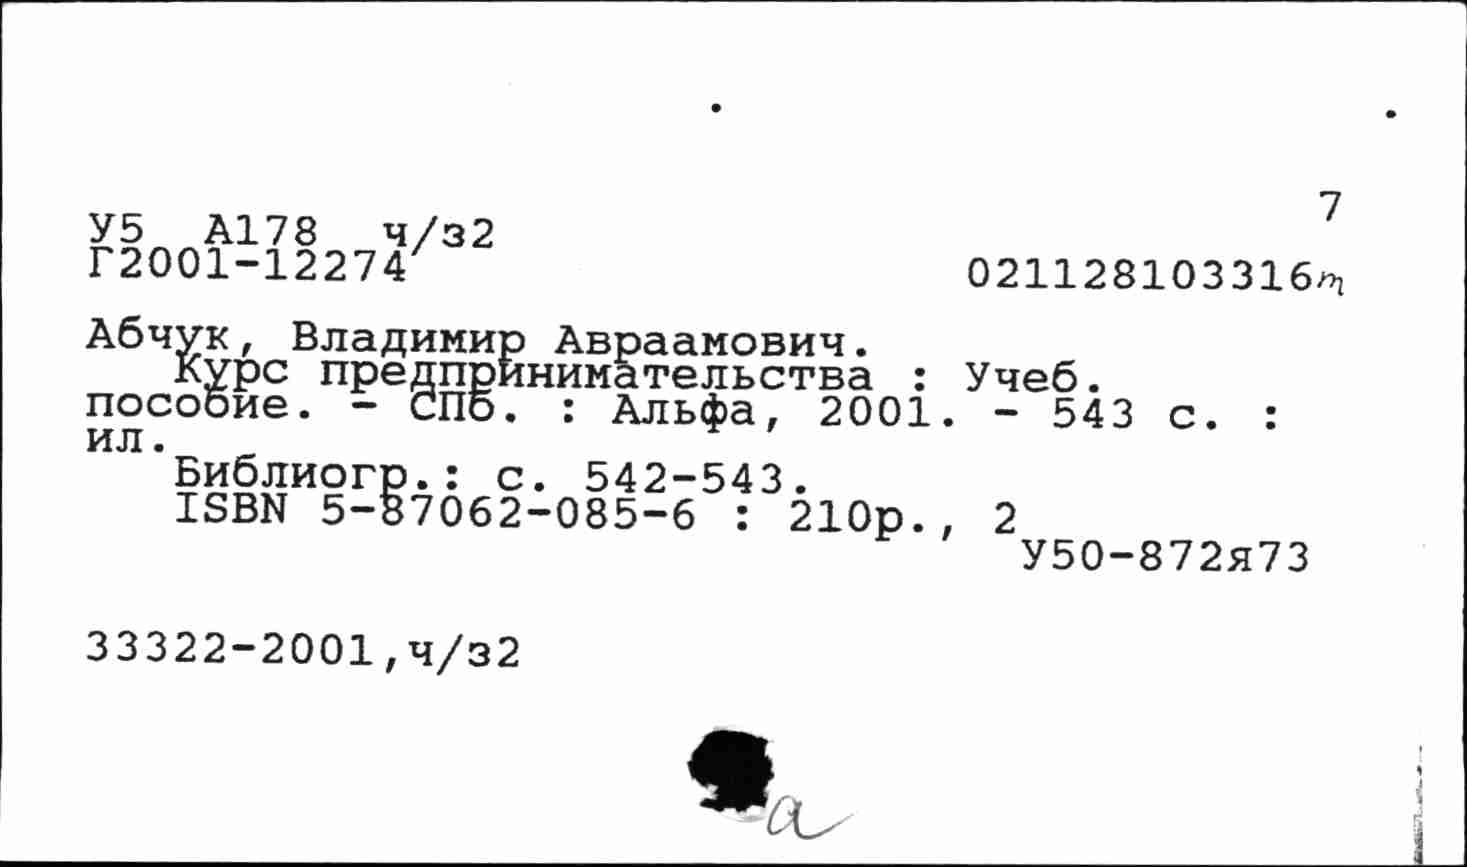 7
У5 А178 ч/з2
Г2001-12274
021128103316т
Абчук, Владимир Авраамович.
Курс предпринимательства : Учеб.
пособие. - СПб. : Альфа, 2001. - 543 с. :
ил.
Библиогр.: с. 542-543.
ISBN 5-87062-085-6 : 210р., 2
У50-872я73
33322-2001,ч/з2
а